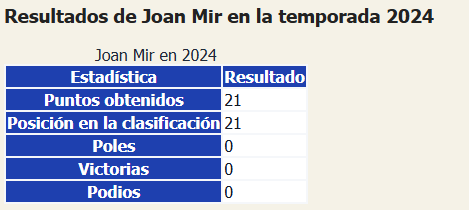 Resultados de Joan Mir en la temporada 2024
Joan Mir en 2024
Estadística Resultado
Puntos obtenidos 21
Posición en la clasificación 21
Poles 0
Victorias 0
Podios 0